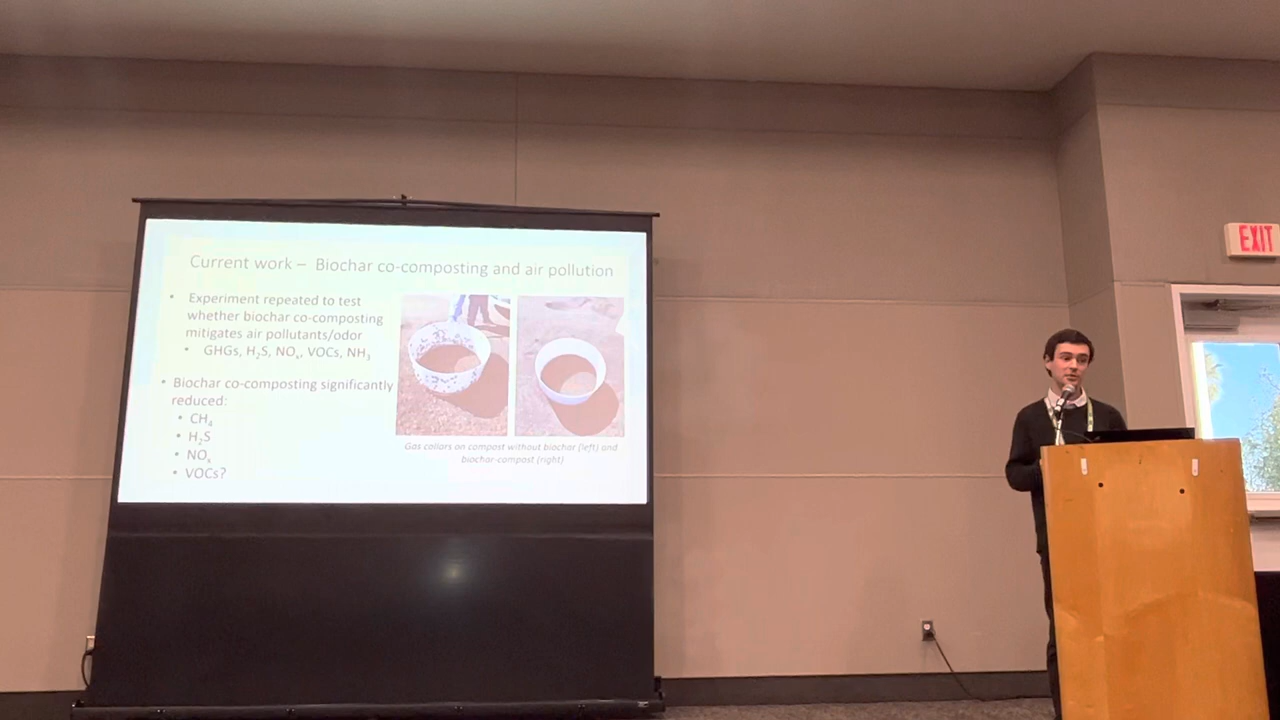 Current work – Biochar co-composting and air pollution
• Experiment repeated to test
whether biochar co-composting
mitigates air pollutants/odor
• GHGs, H₂S, NOₓ, VOCs, NH₃
• Biochar co-composting significantly
reduced:
• CH₄
• H₂S
• NOₓ
• VOCs?
Gas collars on compost without biochar (left) and
biochar-compost (right)
EXIT